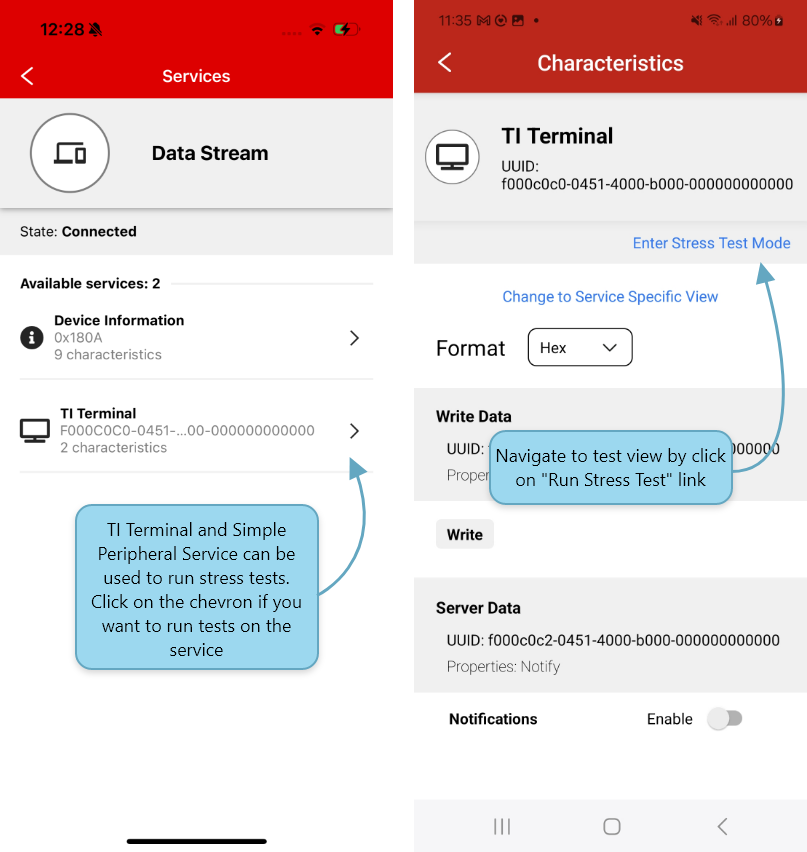 12:28
Services
Data Stream
State: Connected
Available services: 2
Device Information
0x180A
9 characteristics
TI Terminal
F000C0C0-0451-...00-000000000000
2 characteristics
TI Terminal and Simple
Peripheral Service can be
used to run stress tests.
Click on the chevron if you
want to run tests on the
service
11:35
80%
Characteristics
TI Terminal
UUID:
f000c0c0-0451-4000-b000-000000000000
Enter Stress Test Mode
Change to Service Specific View
Format
Hex
Write Data
UUID:
Navigate to test view by click
on "Run Stress Test" link
Write
Server Data
UUID: f000c0c2-0451-4000-b000-000000000000
Properties: Notify
Notifications
Enable